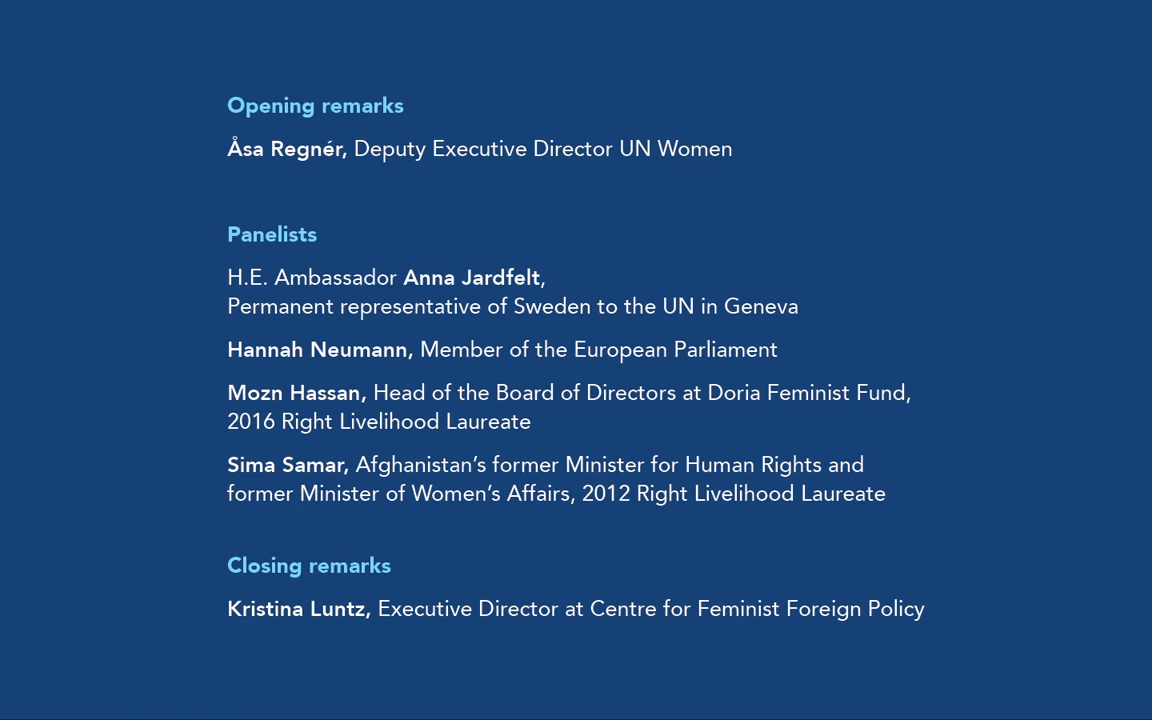 Opening remarks
Åsa Regnér, Deputy Executive Director UN Women
Panelists
H.E. Ambassador Anna Jardfelt,
Permanent representative of Sweden to the UN in Geneva
Hannah Neumann, Member of the European Parliament
Mozn Hassan, Head of the Board of Directors at Doria Feminist Fund,
2016 Right Livelihood Laureate
Sima Samar, Afghanistan’s former Minister for Human Rights and
former Minister of Women’s Affairs, 2012 Right Livelihood Laureate
Closing remarks
Kristina Luntz, Executive Director at Centre for Feminist Foreign Policy